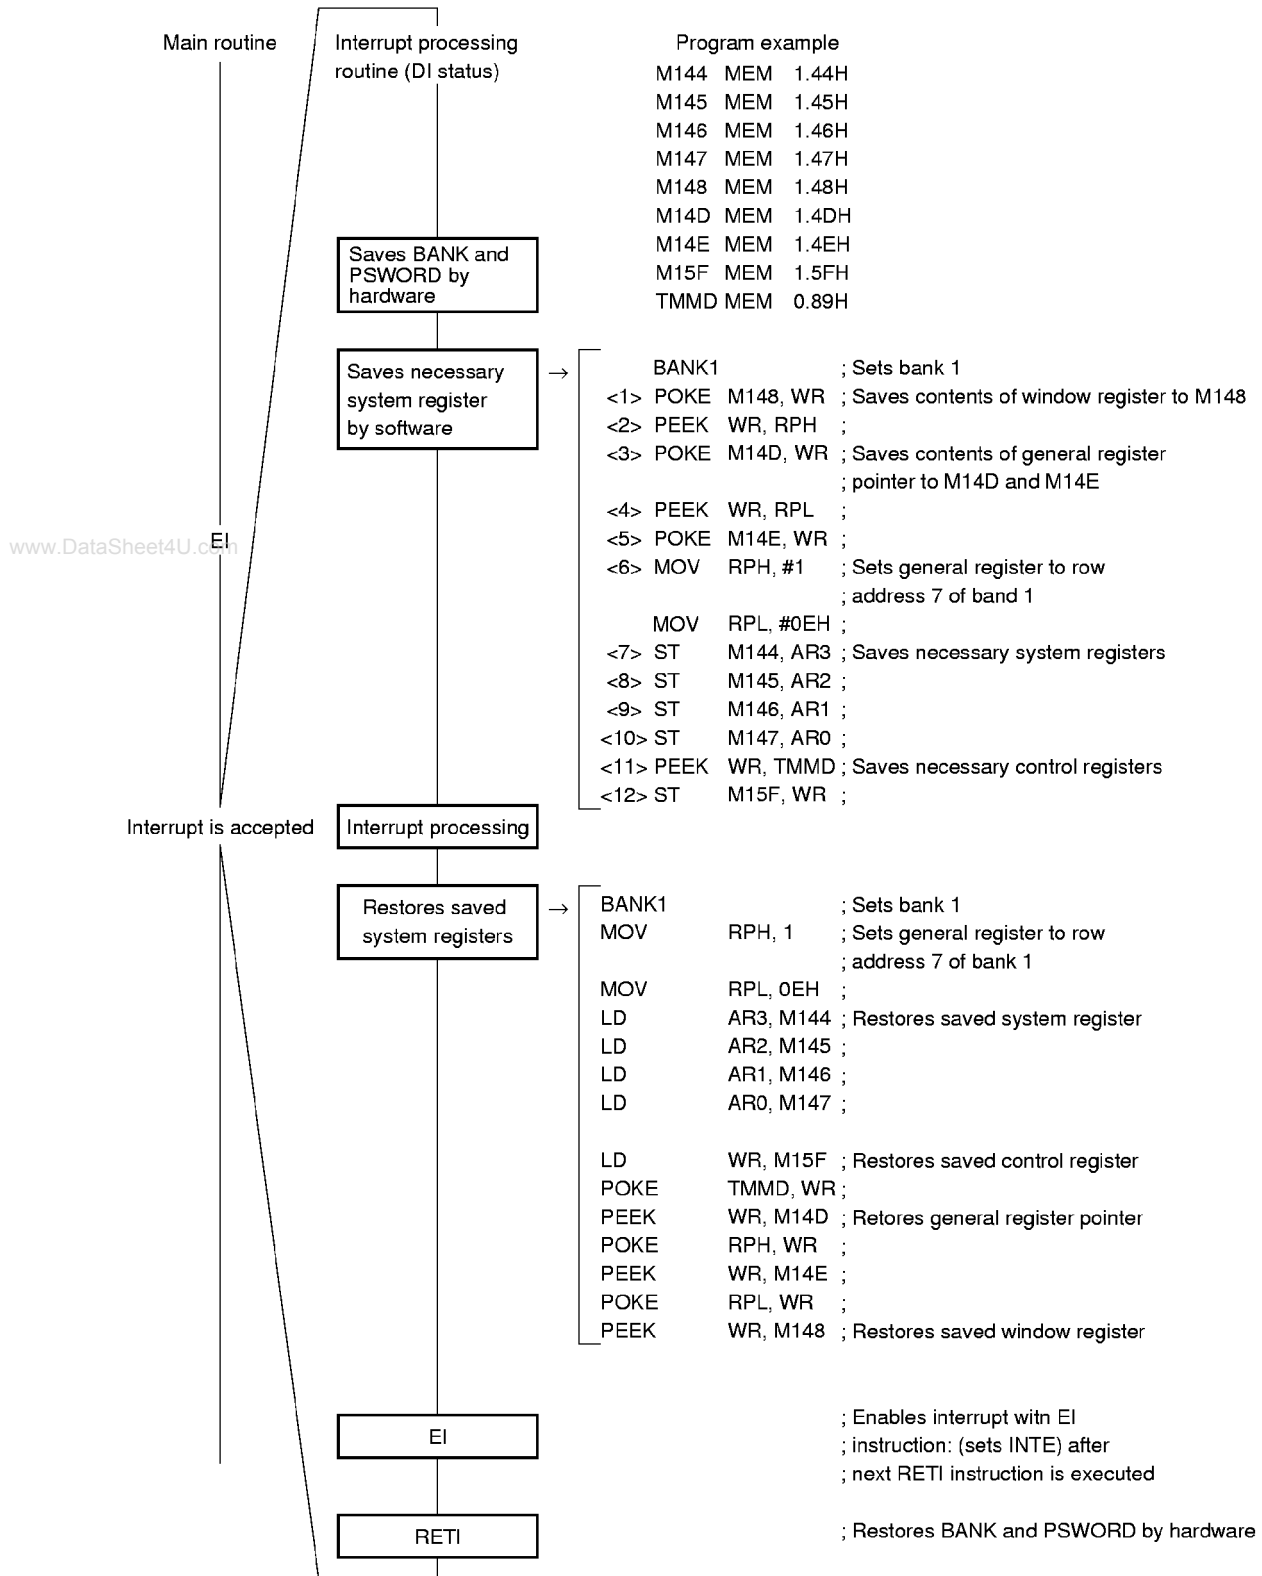 Main routine
Interrupt processing
routine (DI status)
Program example
M144 MEM 1.44H
M145 MEM 1.45H
M146 MEM 1.46H
M147 MEM 1.47H
M148 MEM 1.48H
M14D MEM 1.4DH
M14E MEM 1.4EH
M15F MEM 1.5FH
TMMD MEM 0.89H
Saves BANK and
PSWORD by
hardware
Saves necessary
system register
by software
→
BANK1 ; Sets bank 1
<1> POKE M148, WR ; Saves contents of window register to M148
<2> PEEK WR, RPH ;
<3> POKE M14D, WR ; Saves contents of general register
; pointer to M14D and M14E
<4> PEEK WR, RPL ;
<5> POKE M14E, WR ;
<6> MOV RPH, #1 ; Sets general register to row
; address 7 of band 1
MOV RPL, #0EH ;
<7> ST M144, AR3 ; Saves necessary system registers
<8> ST M145, AR2 ;
<9> ST M146, AR1 ;
<10> ST M147, AR0 ;
<11> PEEK WR, TMMD ; Saves necessary control registers
<12> ST M15F, WR ;
EI
www.DataSheet4U.com
Interrupt is accepted
Interrupt processing
Restores saved
system registers
→
BANK1 ; Sets bank 1
MOV RPH, 1 ; Sets general register to row
; address 7 of bank 1
MOV RPL, 0EH ;
LD AR3, M144 ; Restores saved system register
LD AR2, M145 ;
LD AR1, M146 ;
LD AR0, M147 ;
LD WR, M15F ; Restores saved control register
POKE TMMD, WR ;
PEEK WR, M14D ; Retores general register pointer
POKE RPH, WR ;
PEEK WR, M14E ;
POKE RPL, WR ;
PEEK WR, M148 ; Restores saved window register
EI
; Enables interrupt witn EI
; instruction: (sets INTE) after
; next RETI instruction is executed
RETI
; Restores BANK and PSWORD by hardware